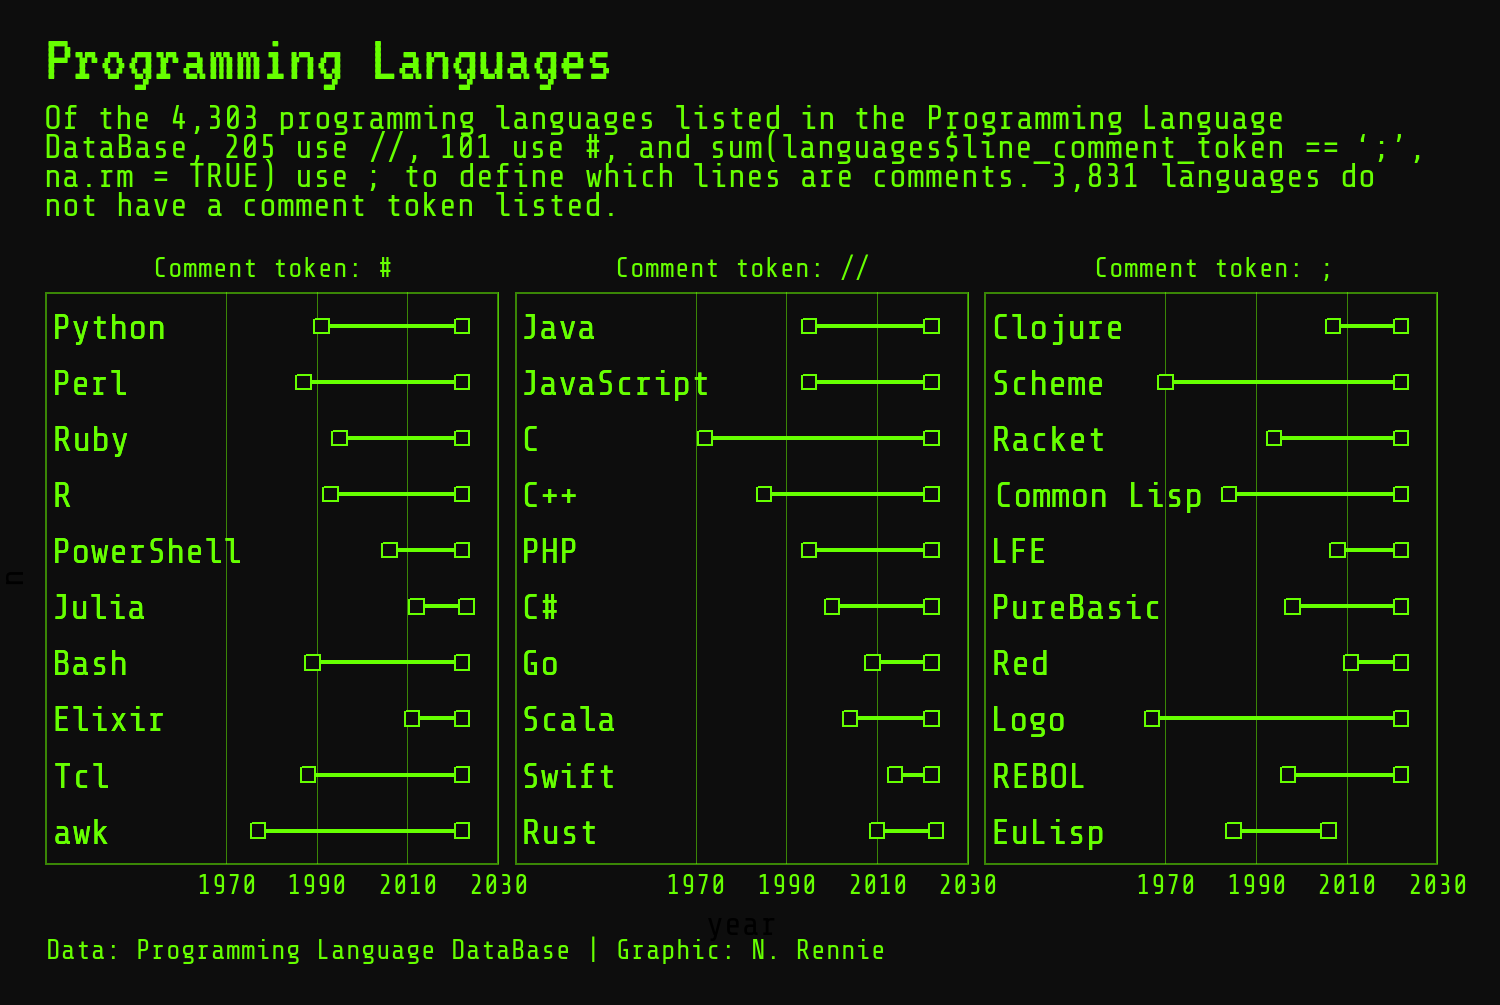 Programming Languages
Of the 4,303 programming languages listed in the Programming Language
DataBase, 205 use //, 101 use #, and sum(languages$line_comment_token == ‘;’,
na.rm = TRUE) use ; to define which lines are comments. 3,831 languages do
not have a comment token listed.
Comment token: #
Python
Perl
Ruby
R
PowerShell
Julia
Bash
Elixir
Tcl
awk
1970 1990 2010 2030
Comment token: //
Java
JavaScript
C
C++
PHP
C#
Go
Scala
Swift
Rust
1970 1990 2010 2030
Comment token: ;
Clojure
Scheme
Racket
Common Lisp
LFE
PureBasic
Red
Logo
REBOL
EuLisp
1970 1990 2010 2030
n
year
Data: Programming Language DataBase | Graphic: N. Rennie